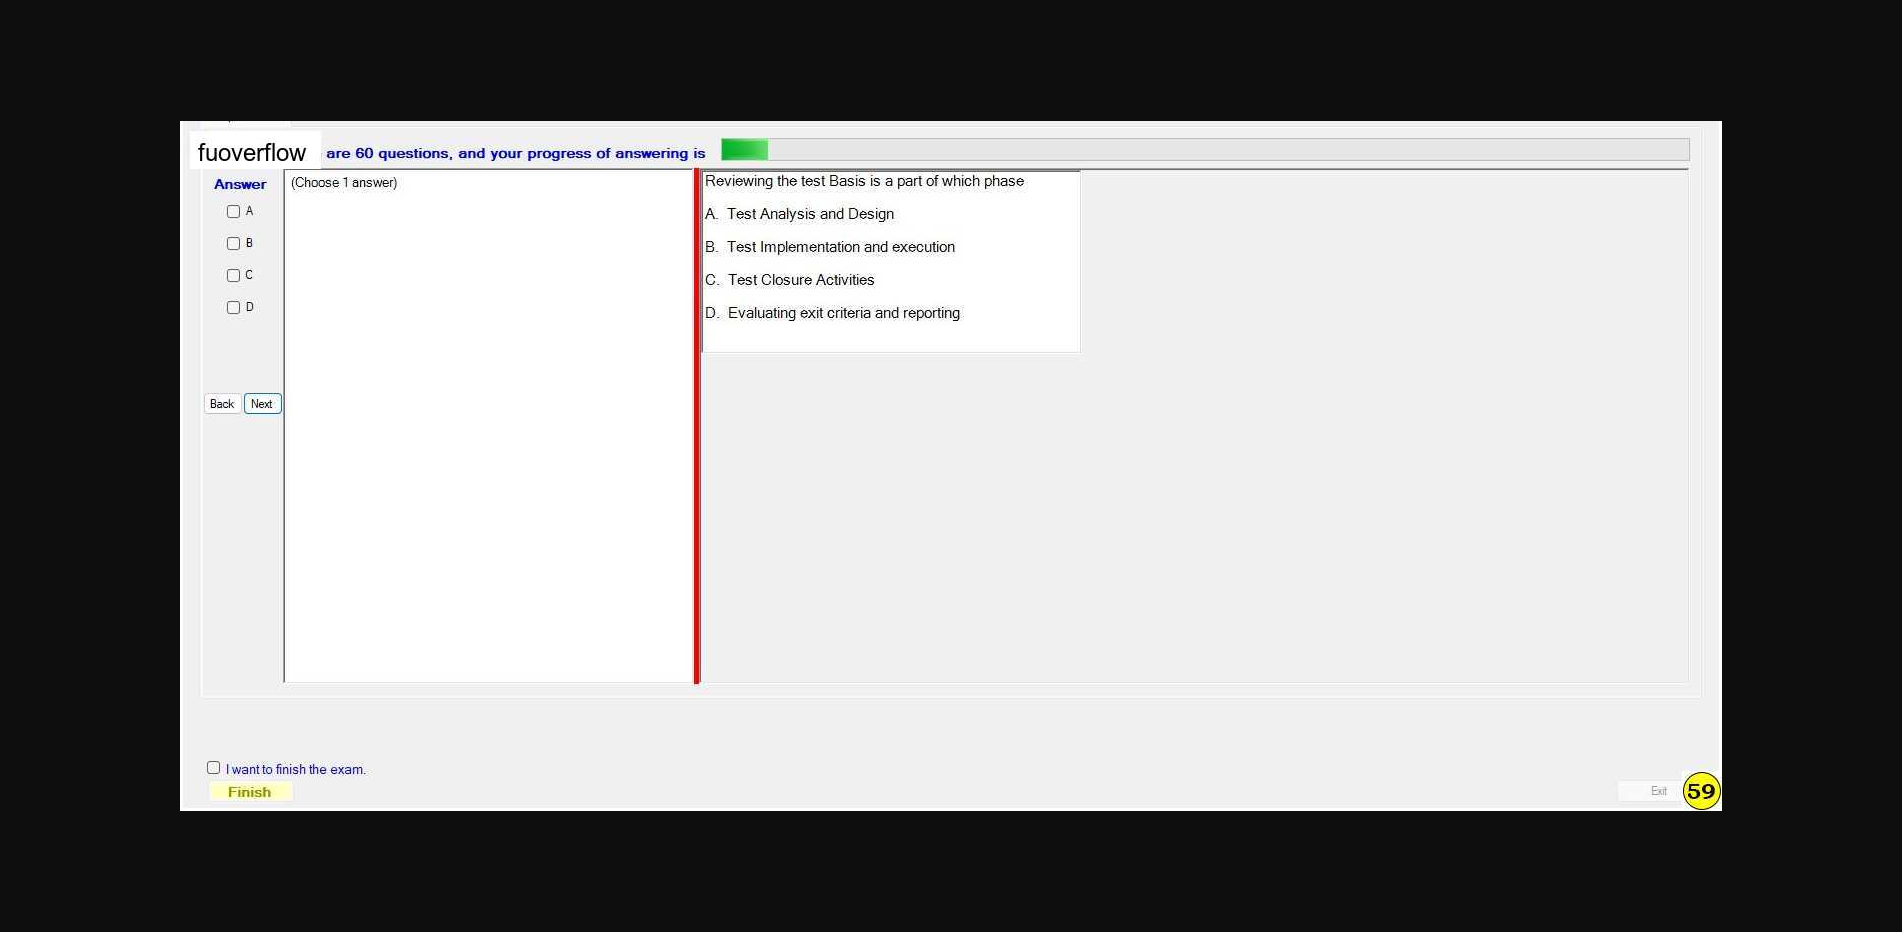 fuoverflow are 60 questions, and your progress of answering is
Answer
A
B
C
D
Back Next
(Choose 1 answer)
Reviewing the test Basis is a part of which phase
A. Test Analysis and Design
B. Test Implementation and execution
C. Test Closure Activities
D. Evaluating exit criteria and reporting
I want to finish the exam.
Finish
Exit
59